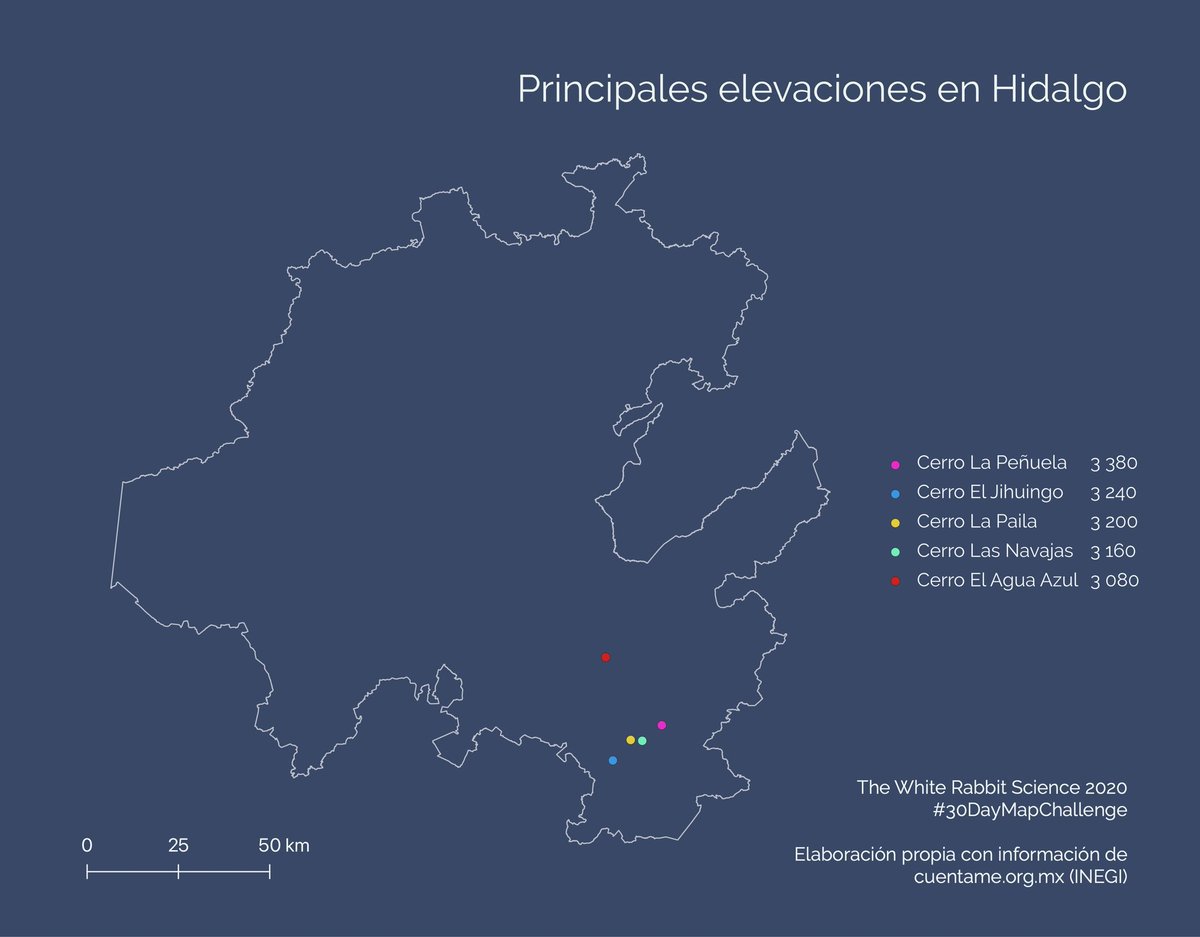 Principales elevaciones en Hidalgo
Cerro La Peñuela 3 380
Cerro El Jihuingo 3 240
Cerro La Paila 3 200
Cerro Las Navajas 3 160
Cerro El Agua Azul 3 080
The White Rabbit Science 2020
#30DayMapChallenge
0 25 50 km
Elaboración propia con información de
cuentame.org.mx (INEGI)